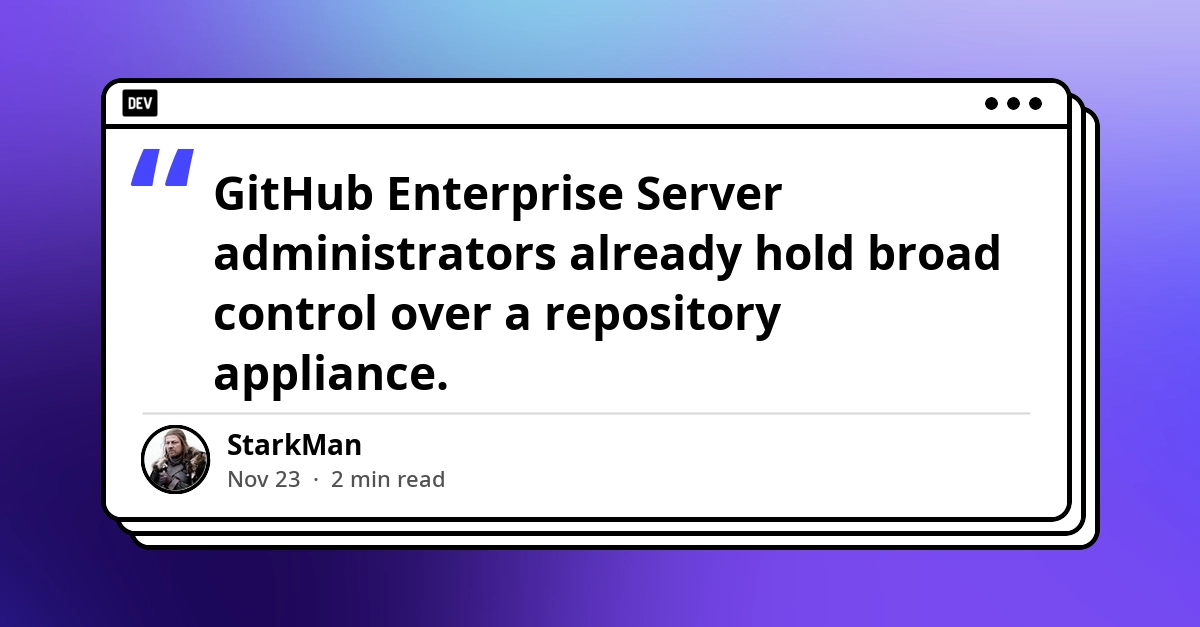 DEV
GitHub Enterprise Server
administrators already hold broad
control over a repository
appliance.
StarkMan
Nov 23 · 2 min read